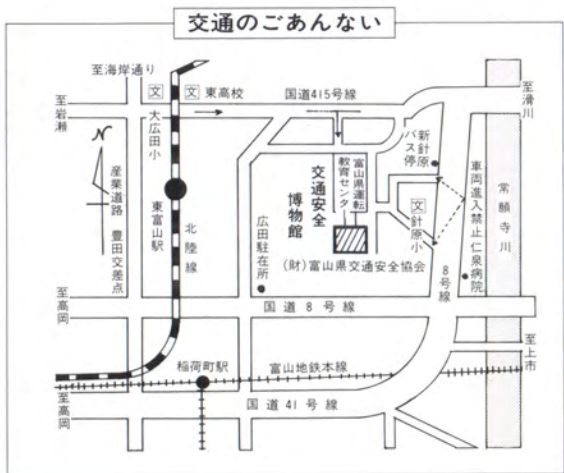 交通のご​あんない
至海岸通り
文
文
東高校
国道415号線
至岩瀬
大広田小
至滑川
新針原
バス停
N
産業道路
豊田交差点
東富山駅
北陸線
広田駐在所
交通安全
博物館
富山県運転
教育センター
文
針原小
車両進入禁止
仁泉病院
常願寺川
(財)富山県交通安全協会
8号線
至高岡
国道8号線
至上市
稲荷町駅
富山地鉄本線
至高岡
国道41号線